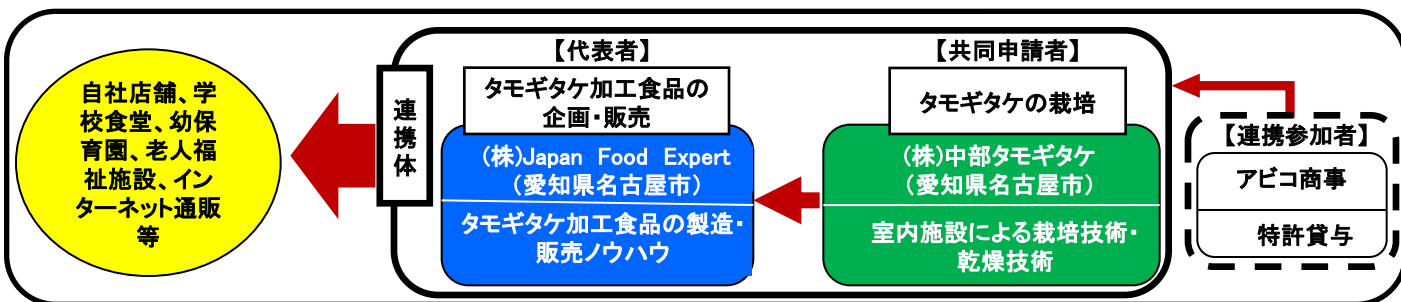 自社店舗、学
校食堂、幼保
育園、老人福
祉施設、イン
ターネット通販
等
連携体
【代表者】
タモギタケ加工食品の
企画・販売
(株)Japan Food Expert
(愛知県名古屋市)
タモギタケ加工食品の製造・
販売ノウハウ
【共同申請者】
タモギタケの栽培
(株)中部タモギタケ
(愛知県名古屋市)
室内施設による栽培技術・
乾燥技術
【連携参加者】
アビコ商事
特許貸与